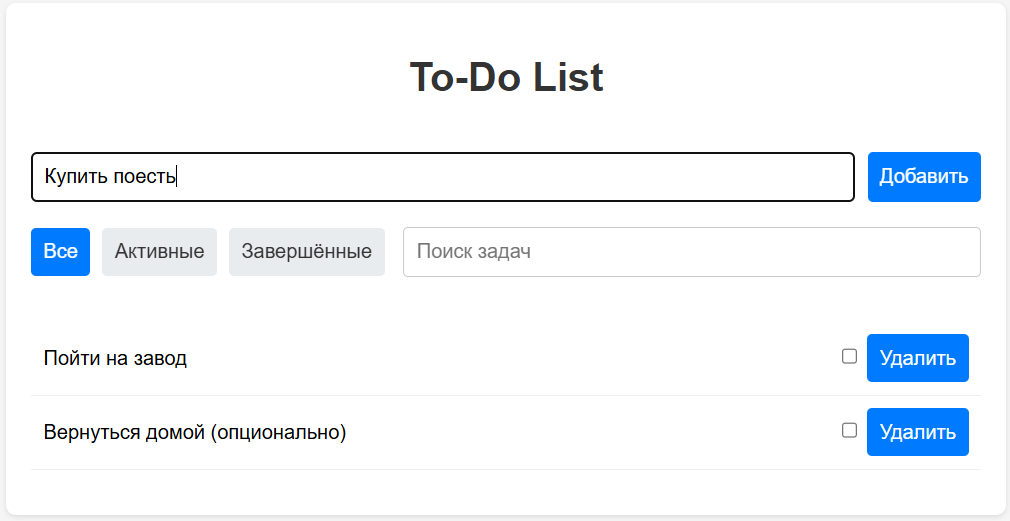 To-Do List
Купить поесть
Добавить
Все Активные Завершённые Поиск задач
Пойти на завод Удалить
Вернуться домой (опционально) Удалить